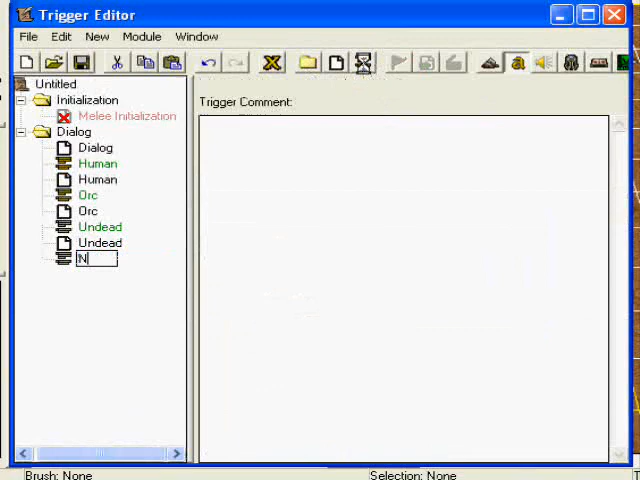 Trigger Editor
File Edit New Module Window
Untitled
Initialization
Melee Initialization
Dialog
Dialog
Human
Human
Orc
Orc
Undead
Undead
N
Trigger Comment:
Brush: None Selection: None T